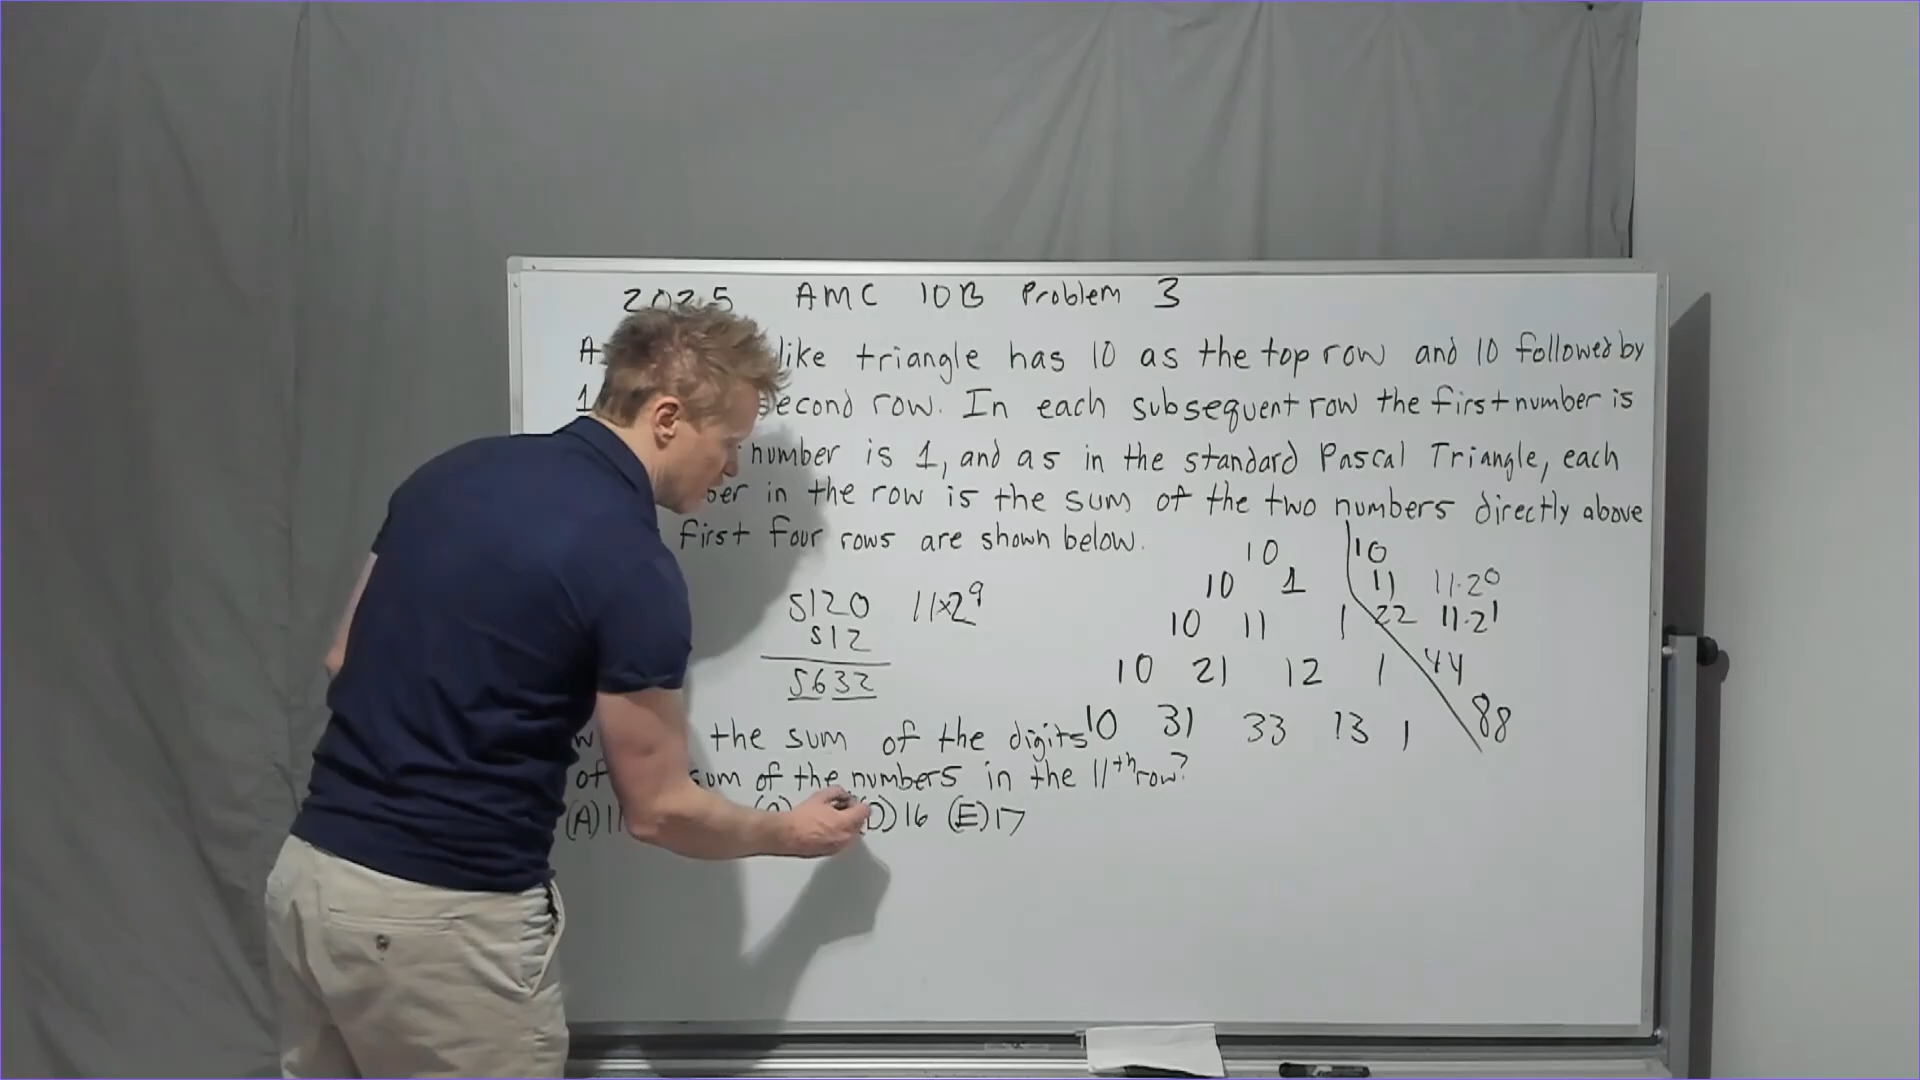 2025 AMC 10B Problem 3
like triangle has 10 as the top row and 10 followed by
1 second row. In each subsequent row the first number is
number is 1, and as in the standard Pascal Triangle, each
in the row is the sum of the two numbers directly above
first four rows are shown below.
10 | 10
10 1 11 11·2⁰
10 11 1 22 11·2¹
10 21 12 1 44
10 31 33 13 1 88
5120 11×2⁹
512
5632
the sum of the digits
of sum of the numbers in the 11th row?
(A) 11 (D) 16 (E) 17